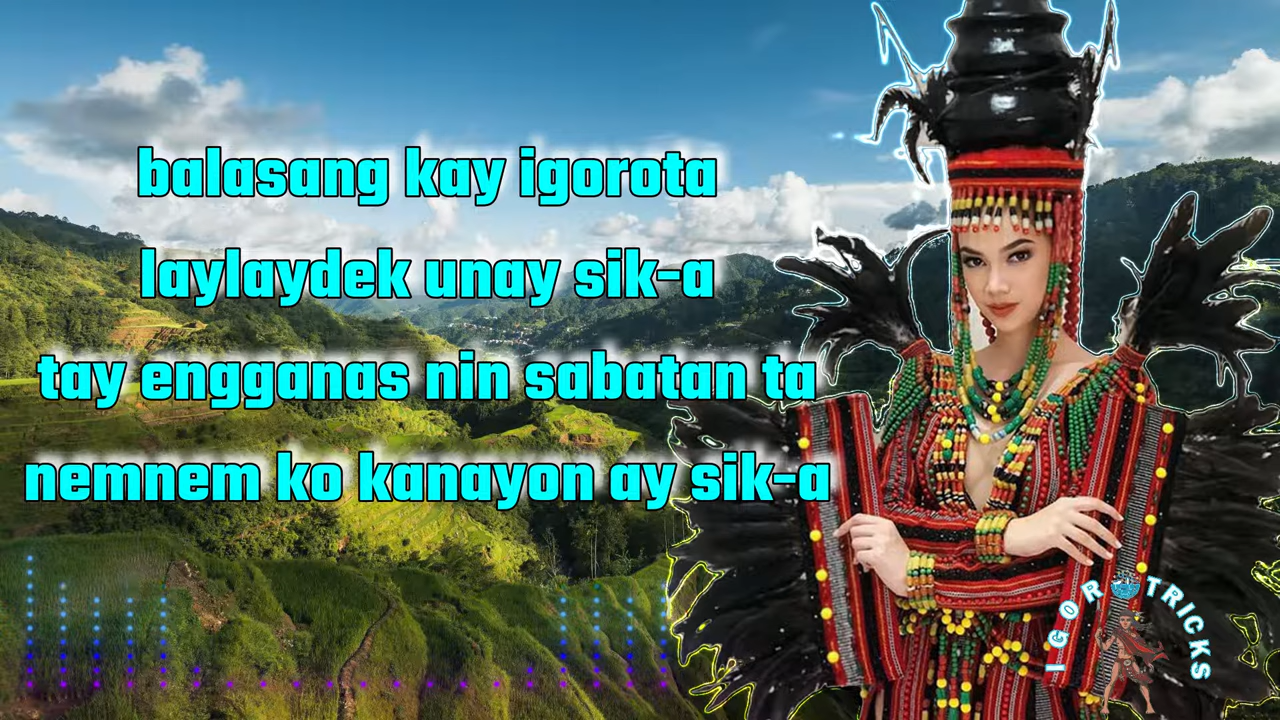 balasang kay igorota
laylaydek unay sik-a
tay engganas nin sabatan ta
nemnem ko kanayon ay sik-a
IGOR TRICKS